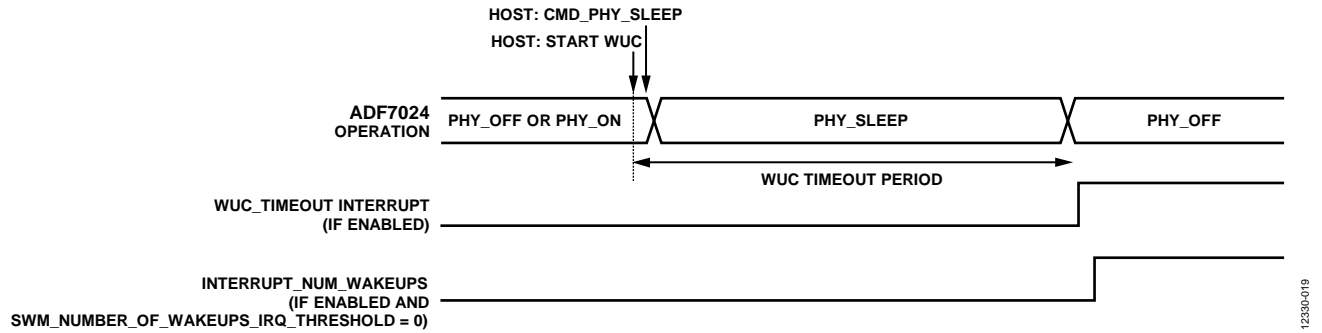 HOST: CMD_PHY_SLEEP
HOST: START WUC
ADF7024
OPERATION
PHY_OFF OR PHY_ON
PHY_SLEEP
PHY_OFF
WUC TIMEOUT PERIOD
WUC_TIMEOUT INTERRUPT
(IF ENABLED)
INTERRUPT_NUM_WAKEUPS
(IF ENABLED AND
SWM_NUMBER_OF_WAKEUPS_IRQ_THRESHOLD = 0)
12330-019